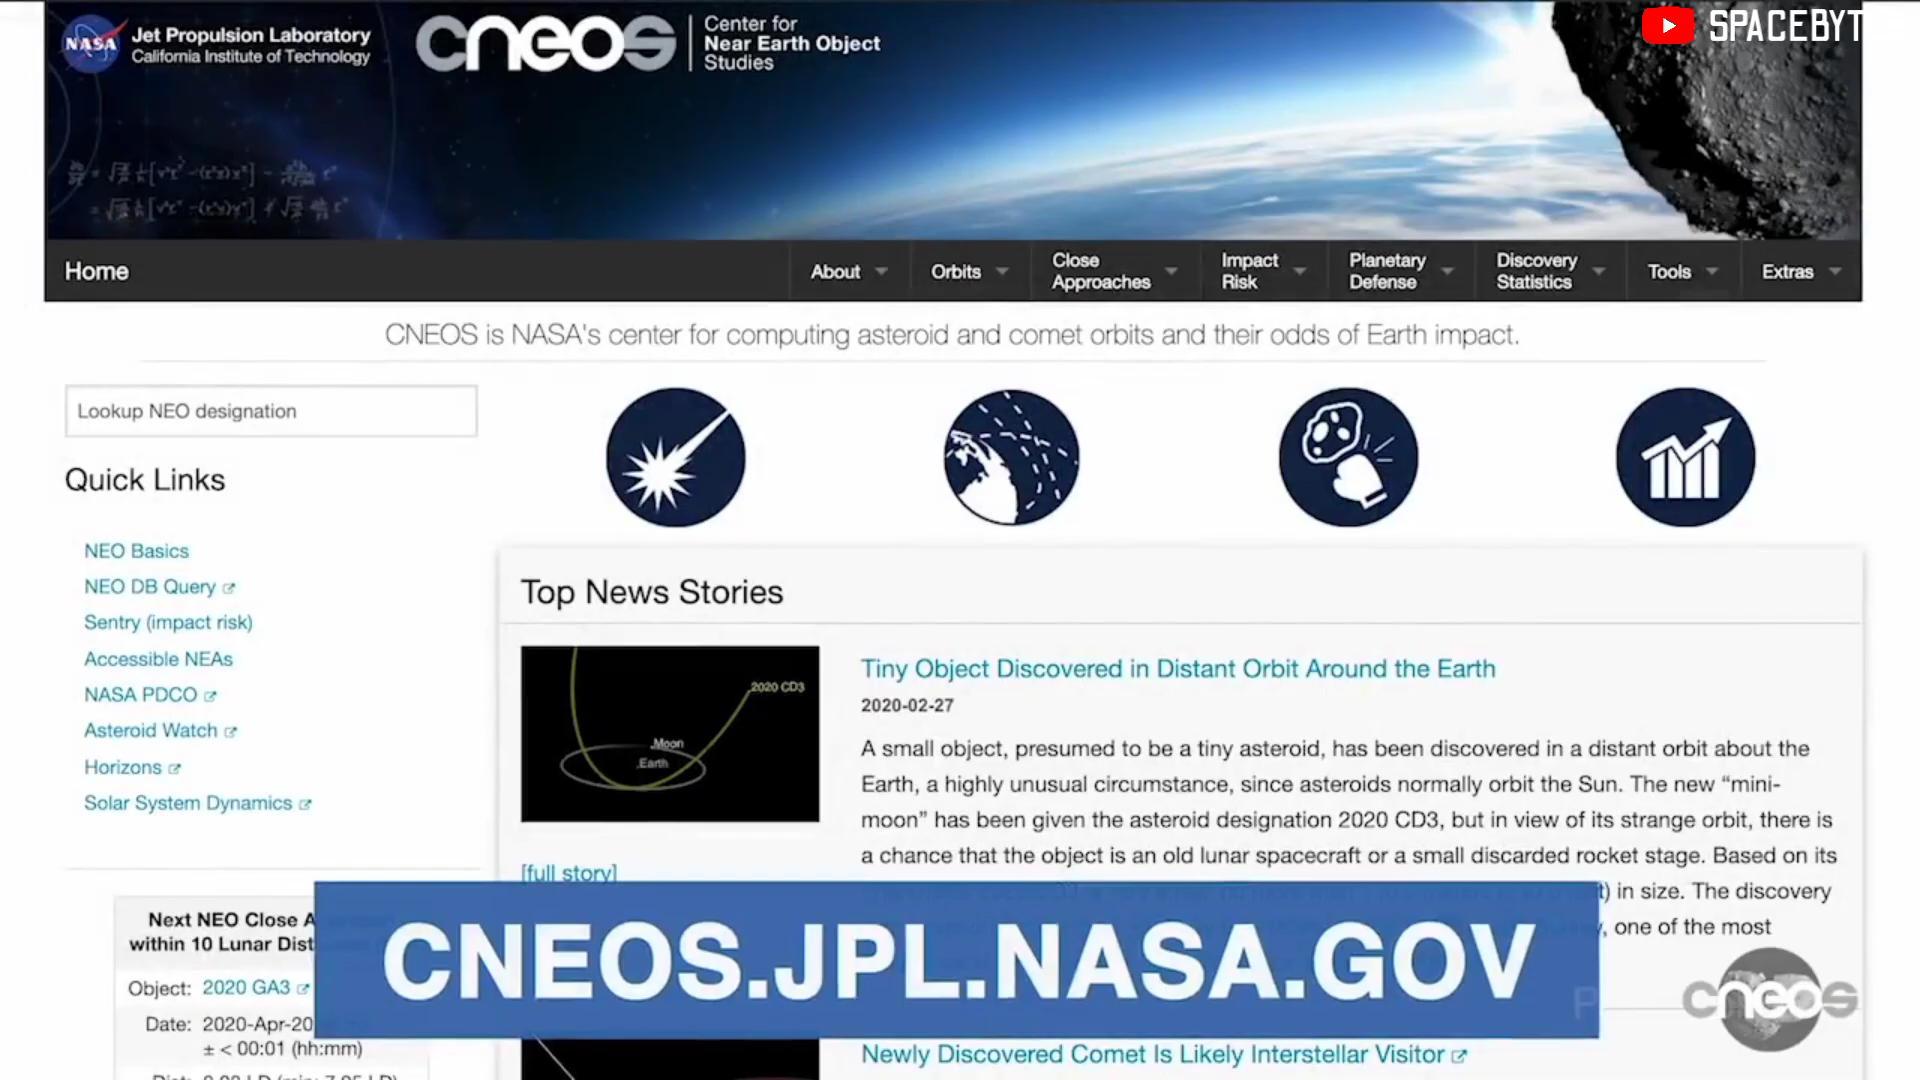 SPACEBYT
NASA
Jet Propulsion Laboratory
California Institute of Technology
cneos
Center for
Near Earth Object
Studies
Home
About
Orbits
Close
Approaches
Impact
Risk
Planetary
Defense
Discovery
Statistics
Tools
Extras
CNEOS is NASA's center for computing asteroid and comet orbits and their odds of Earth impact.
Lookup NEO designation
Quick Links
NEO Basics
NEO DB Query
Sentry (impact risk)
Accessible NEAs
NASA PDCO
Asteroid Watch
Horizons
Solar System Dynamics
Top News Stories
2020 CD3
Moon
Earth
[full story]
Tiny Object Discovered in Distant Orbit Around the Earth
2020-02-27
A small object, presumed to be a tiny asteroid, has been discovered in a distant orbit about the
Earth, a highly unusual circumstance, since asteroids normally orbit the Sun. The new “mini-
moon” has been given the asteroid designation 2020 CD3, but in view of its strange orbit, there is
a chance that the object is an old lunar spacecraft or a small discarded rocket stage. Based on its
in size. The discovery
one of the most
Next NEO Close
within 10 Lunar
Object: 2020 GA3
Date: 2020-Apr-20
± < 00:01 (hh:mm)
CNEOS.JPL.NASA.GOV
cneos
Newly Discovered Comet Is Likely Interstellar Visitor